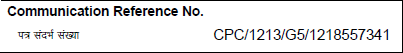 Communication Reference No.
पत्र संदर्भ संख्या CPC/1213/G5/1218557341